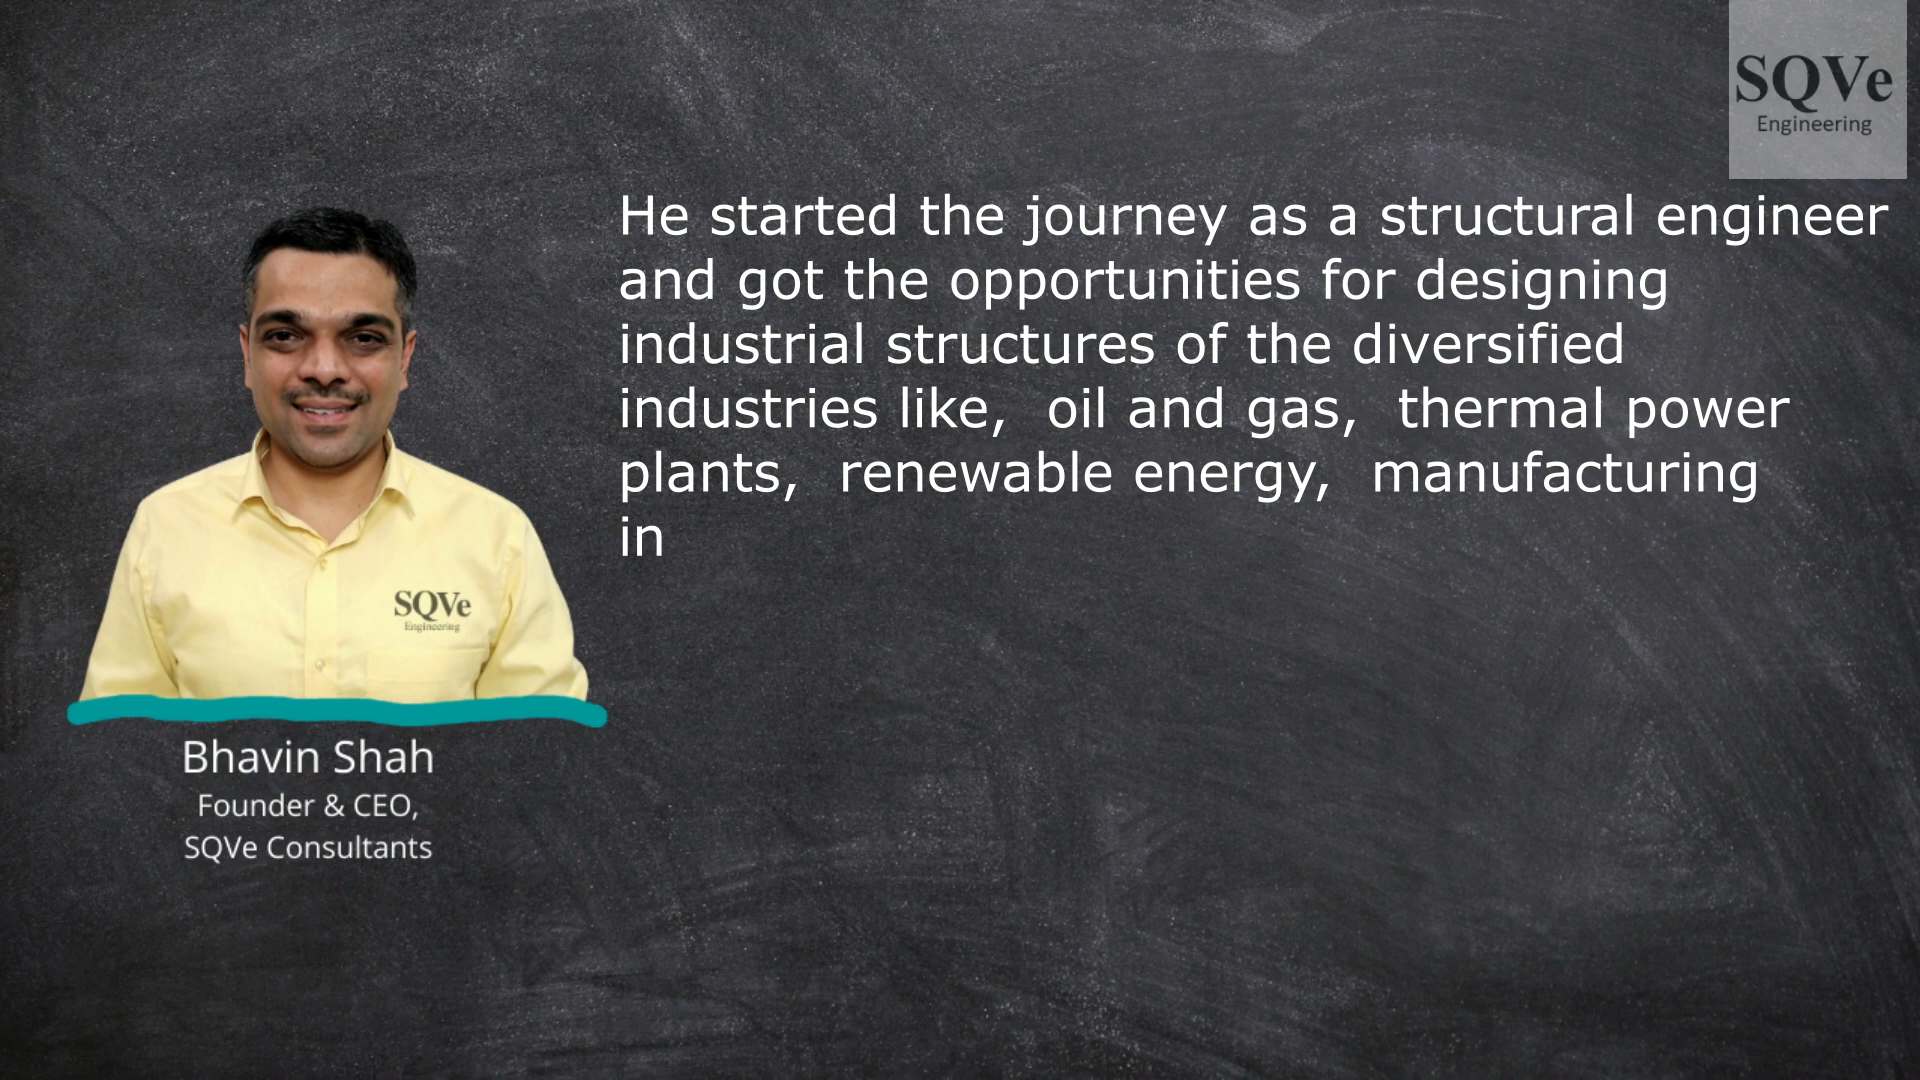 SQVe
Engineering
He started the journey as a structural engineer
and got the opportunities for designing
industrial structures of the diversified
industries like,  oil and gas,  thermal power
plants,  renewable energy,  manufacturing
in
SQVe
Engineering
Bhavin Shah
Founder & CEO,
SQVe Consultants